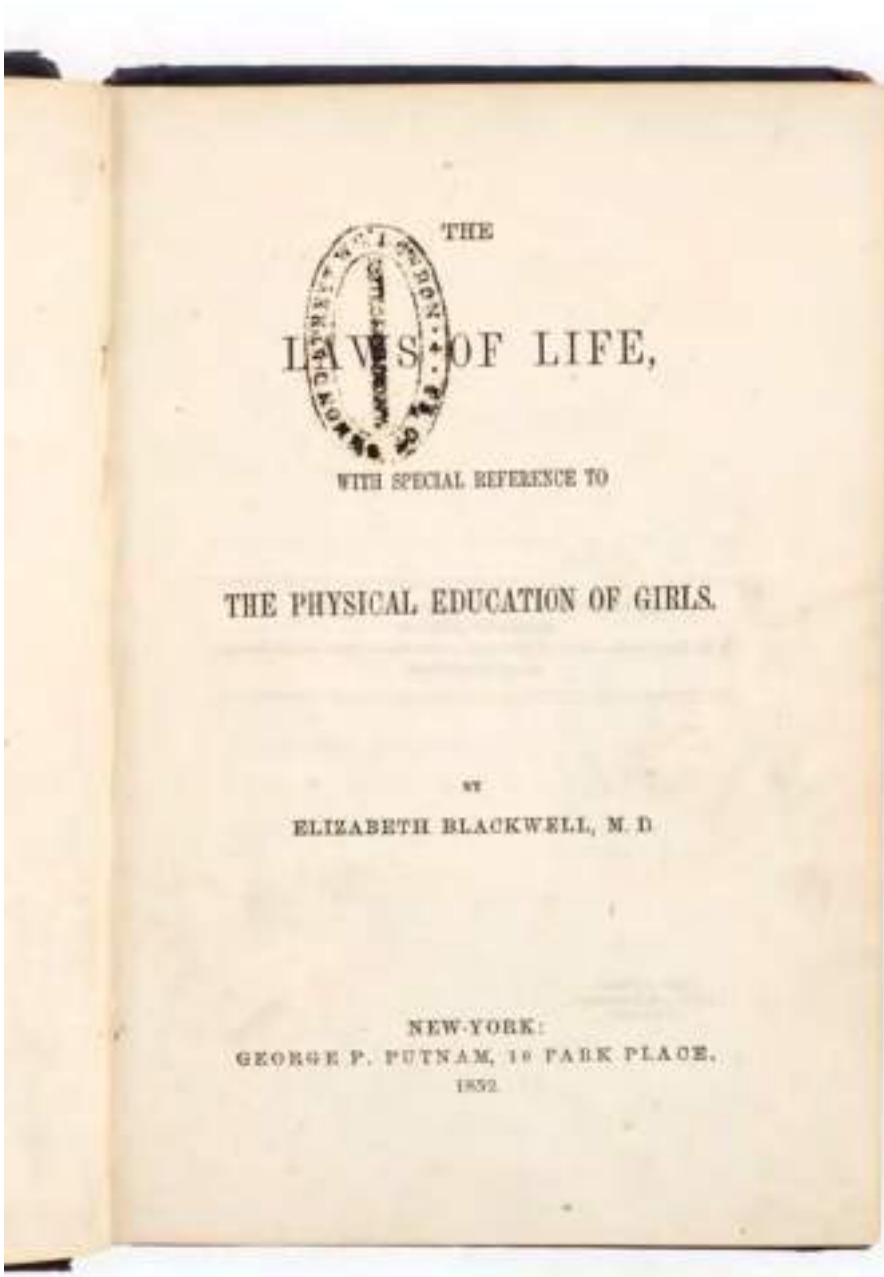 THE
LAWS OF LIFE,
WITH SPECIAL REFERENCE TO
THE PHYSICAL EDUCATION OF GIRLS.
BY
ELIZABETH BLACKWELL, M. D
NEW-YORK:
GEORGE P. PUTNAM, 10 PARK PLACE.
1852